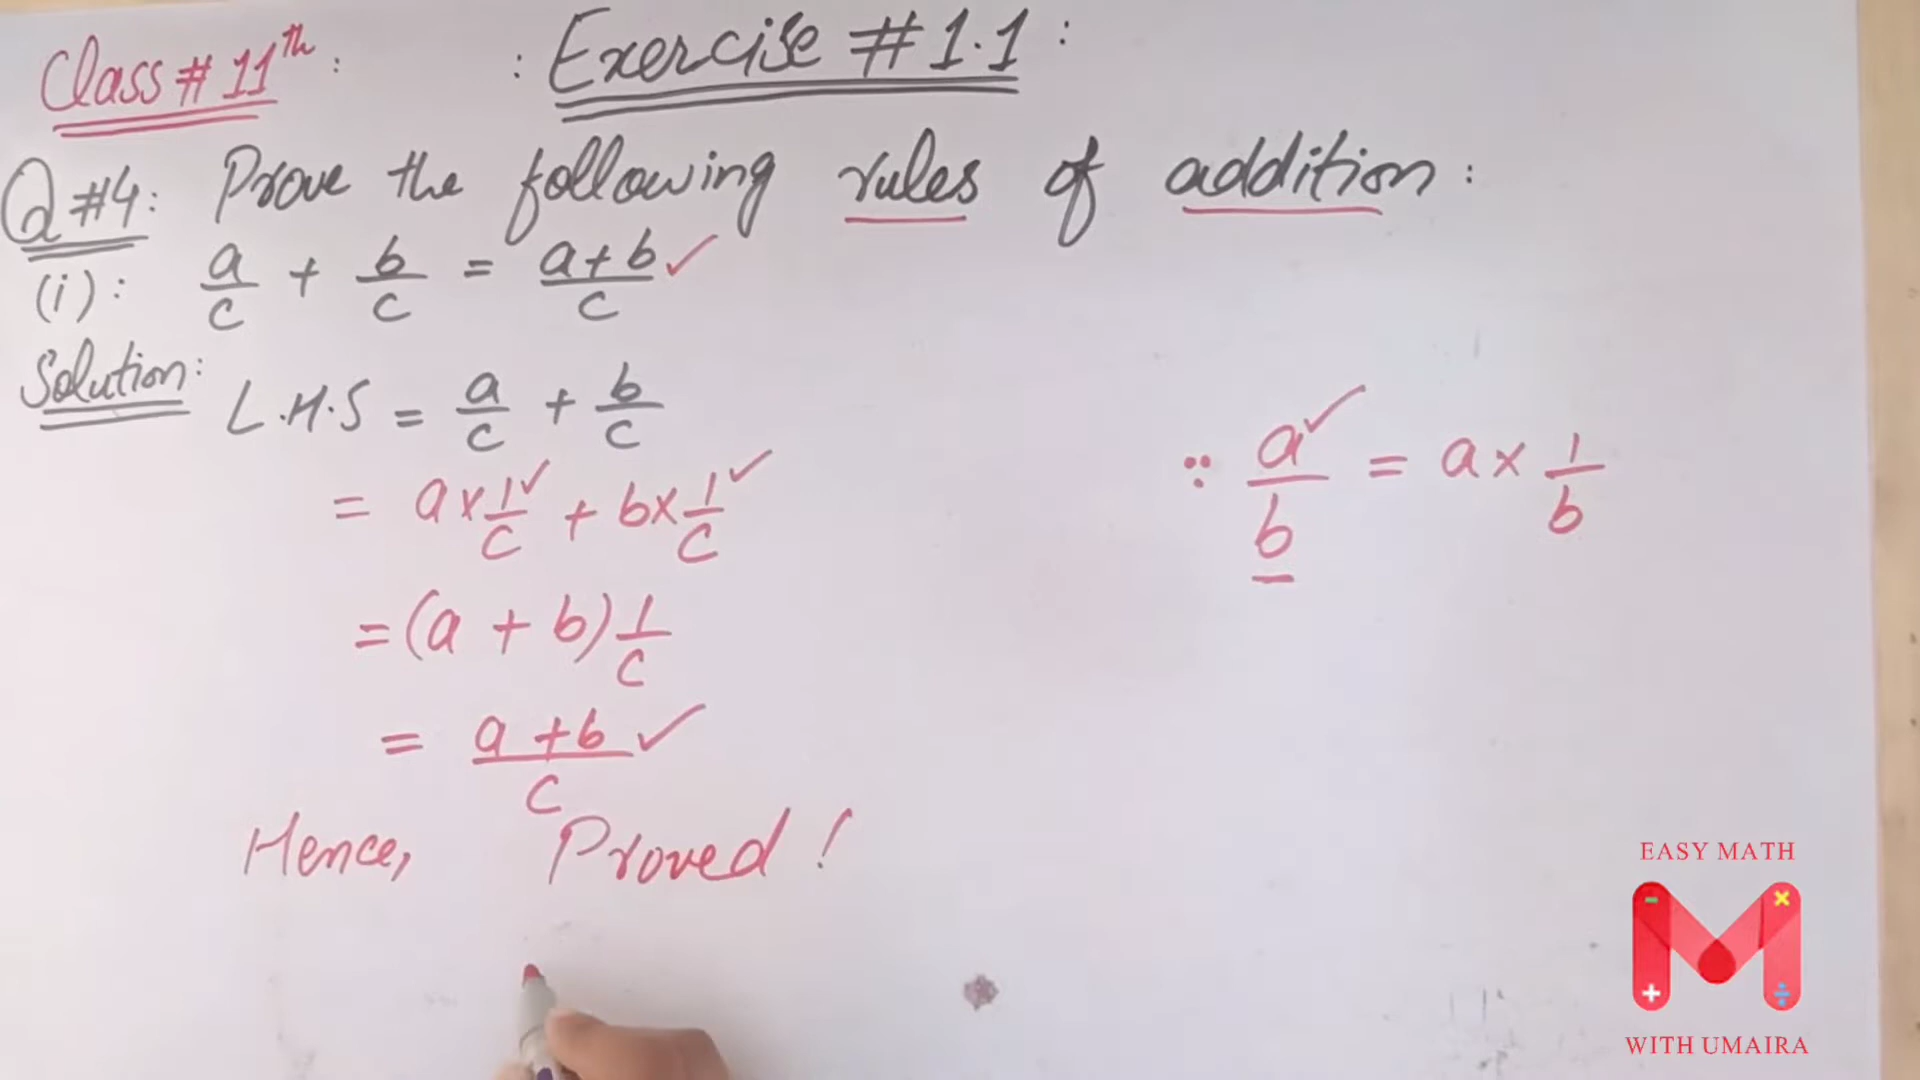 Class # 11th :
: Exercise # 1.1 :
Q #4: Prove the following rules of addition :
(i) : a/c + b/c = a+b/c ✓
Solution:
L.H.S = a/c + b/c
= a×1/c ✓ + b×1/c ✓
∵ a✓/b = a × 1/b
= (a + b) 1/c
= a+b/c ✓
Hence, Proved !
EASY MATH
- ×
+ ÷
WITH UMAIRA